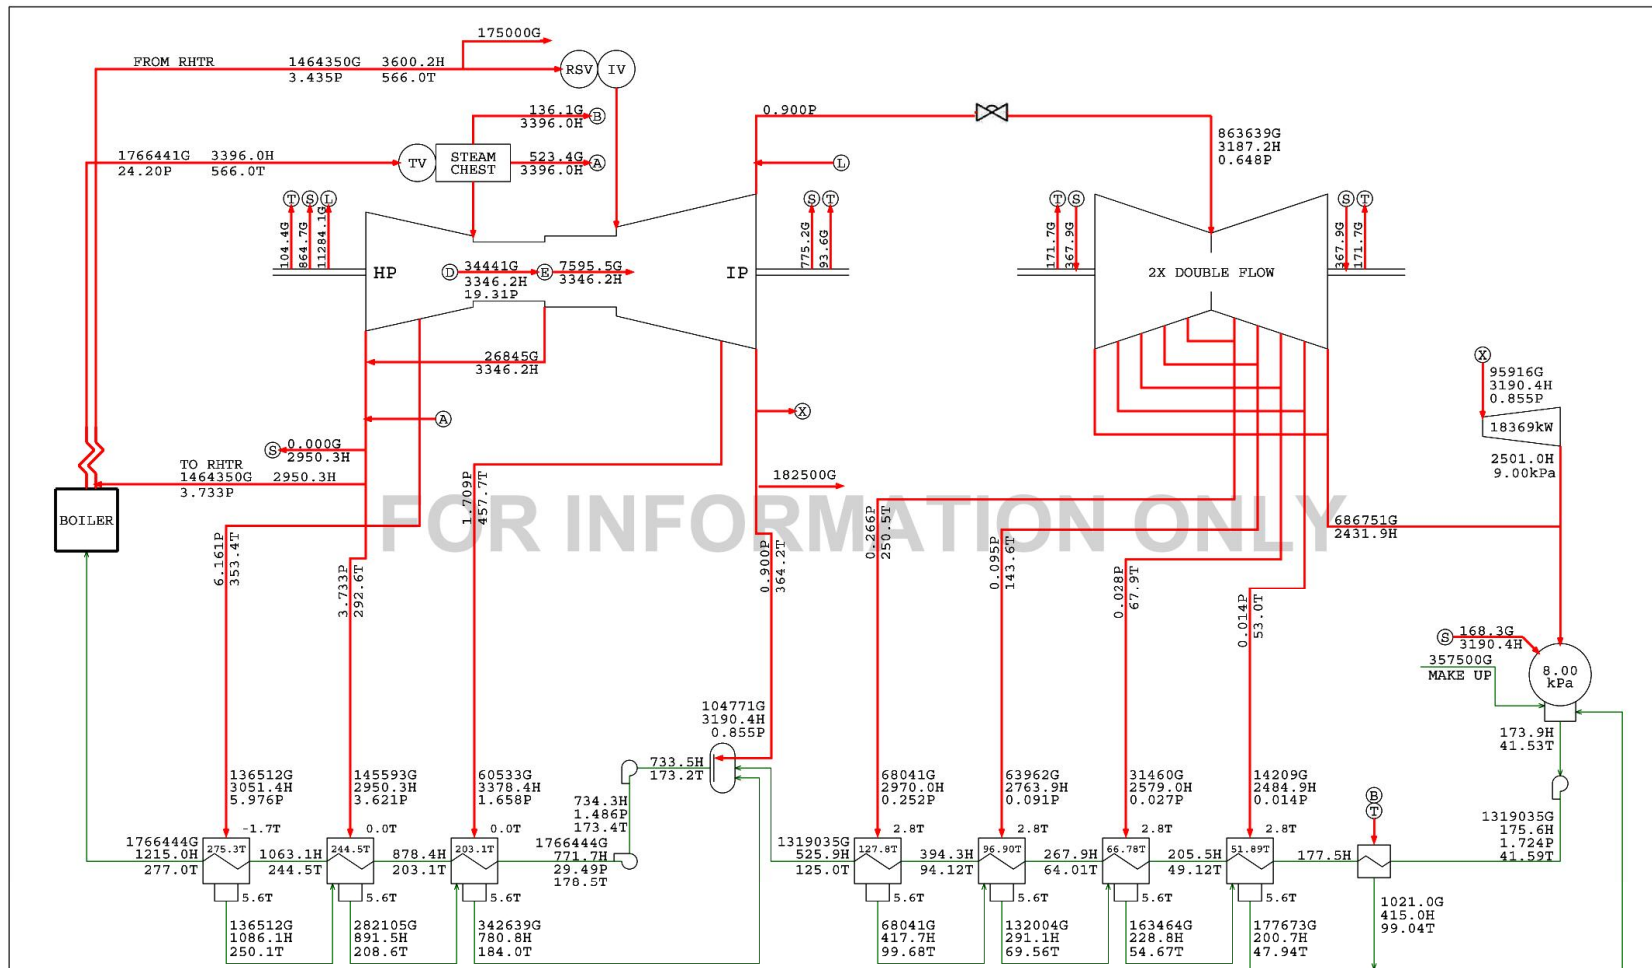 175000G
FROM RHTR
1464350G 3600.2H
3.435P 566.0T
RSV
IV
136.1G
3396.0H
B
0.900P
863639G
3187.2H
0.648P
1766441G 3396.0H
24.20P 566.0T
TV
STEAM
CHEST
523.4G
3396.0H
A
L
T
S
L
104.4G
864.7G
11284.1G
S
T
775.2G
93.6G
T
S
171.7G
367.9G
S
T
367.9G
171.7G
HP
D
34441G
3346.2H
19.31P
E
7595.5G
3346.2H
IP
2X DOUBLE FLOW
26845G
3346.2H
X
95916G
3190.4H
0.855P
18369kW
2501.0H
9.00kPa
A
X
S
0.000G
2950.3H
TO RHTR
1464350G 2950.3H
3.733P
182500G
BOILER
FOR INFORMATION ONLY
686751G
2431.9H
6.161P
353.4T
3.733P
292.6T
1.709P
457.7T
0.900P
364.2T
0.266P
250.5T
0.095P
143.6T
0.028P
67.9T
0.014P
53.0T
S
168.3G
3190.4H
357500G
MAKE UP
8.00
kPa
173.9H
41.53T
104771G
3190.4H
0.855P
733.5H
173.2T
136512G
3051.4H
5.976P
145593G
2950.3H
3.621P
60533G
3378.4H
1.658P
734.3H
1.486P
173.4T
68041G
2970.0H
0.252P
63962G
2763.9H
0.091P
31460G
2579.0H
0.027P
14209G
2484.9H
0.014P
B
T
1319035G
175.6H
1.724P
41.59T
-1.7T
0.0T
0.0T
2.8T
2.8T
2.8T
2.8T
1766444G
1215.0H
277.0T
275.3T
1063.1H
244.5T
244.5T
878.4H
203.1T
203.1T
1766444G
771.7H
29.49P
178.5T
1319035G
525.9H
125.0T
127.8T
394.3H
94.12T
96.90T
267.9H
64.01T
66.78T
205.5H
49.12T
51.89T
177.5H
5.6T
5.6T
5.6T
5.6T
5.6T
5.6T
5.6T
136512G
1086.1H
250.1T
282105G
891.5H
208.6T
342639G
780.8H
184.0T
68041G
417.7H
99.68T
132004G
291.1H
69.56T
163464G
228.8H
54.67T
177673G
200.7H
47.94T
1021.0G
415.0H
99.04T